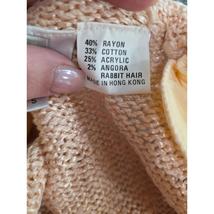 40% RAYON
33% COTTON
25% ACRYLIC
2% ANGORA
RABBIT HAIR
MADE IN HONG KONG
S